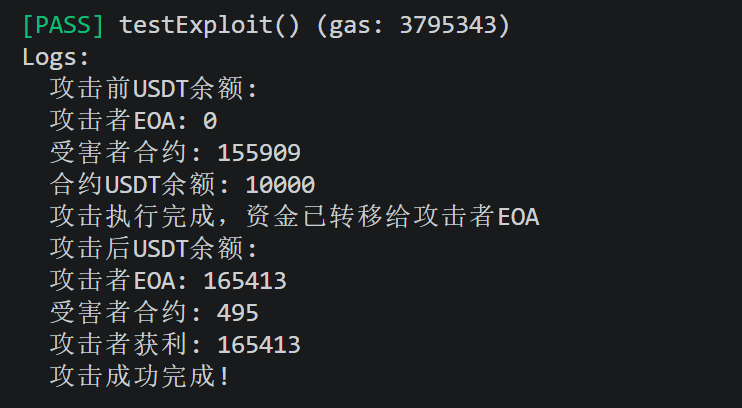 [PASS] testExploit() (gas: 3795343)
Logs:
攻击前USDT余额:
攻击者EOA: 0
受害者合约: 155909
合约USDT余额: 10000
攻击执行完成，资金已转移给攻击者EOA
攻击后USDT余额:
攻击者EOA: 165413
受害者合约: 495
攻击者获利: 165413
攻击成功完成!